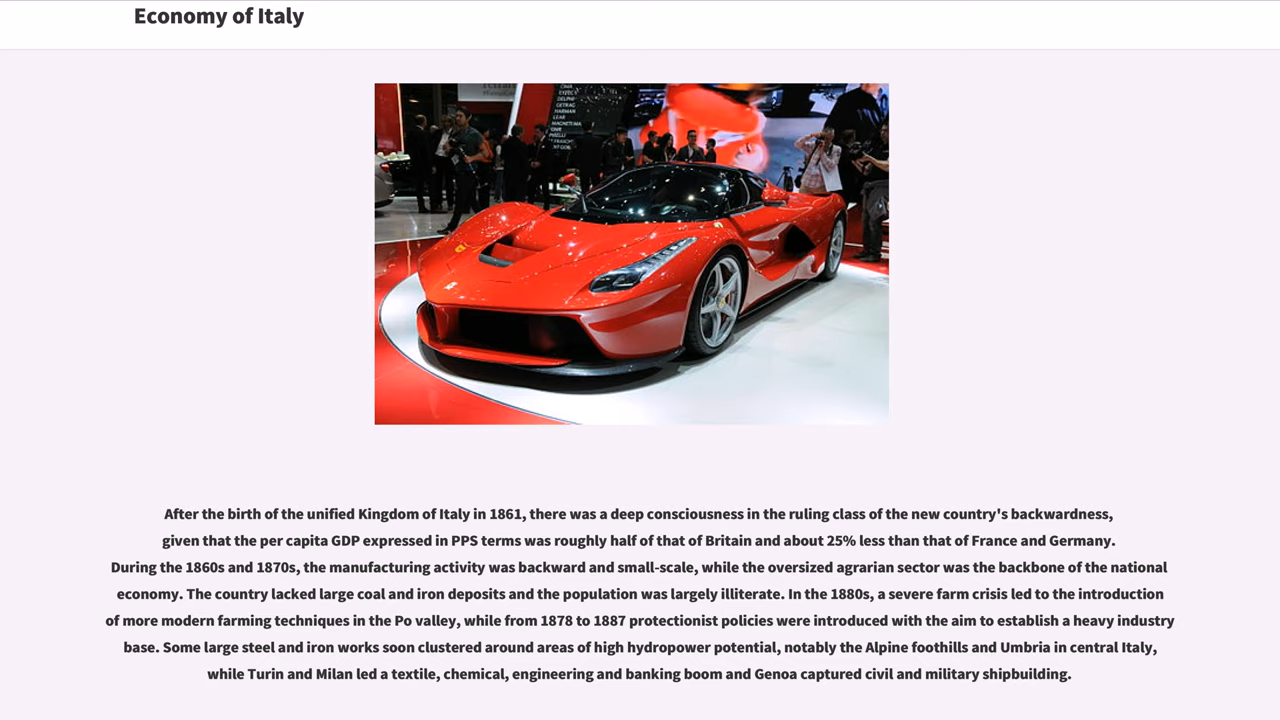 Economy of Italy
DELPHI
GETRAG
HARMAN
LEAR
After the birth of the unified Kingdom of Italy in 1861, there was a deep consciousness in the ruling class of the new country's backwardness,
given that the per capita GDP expressed in PPS terms was roughly half of that of Britain and about 25% less than that of France and Germany.
During the 1860s and 1870s, the manufacturing activity was backward and small-scale, while the oversized agrarian sector was the backbone of the national
economy. The country lacked large coal and iron deposits and the population was largely illiterate. In the 1880s, a severe farm crisis led to the introduction
of more modern farming techniques in the Po valley, while from 1878 to 1887 protectionist policies were introduced with the aim to establish a heavy industry
base. Some large steel and iron works soon clustered around areas of high hydropower potential, notably the Alpine foothills and Umbria in central Italy,
while Turin and Milan led a textile, chemical, engineering and banking boom and Genoa captured civil and military shipbuilding.